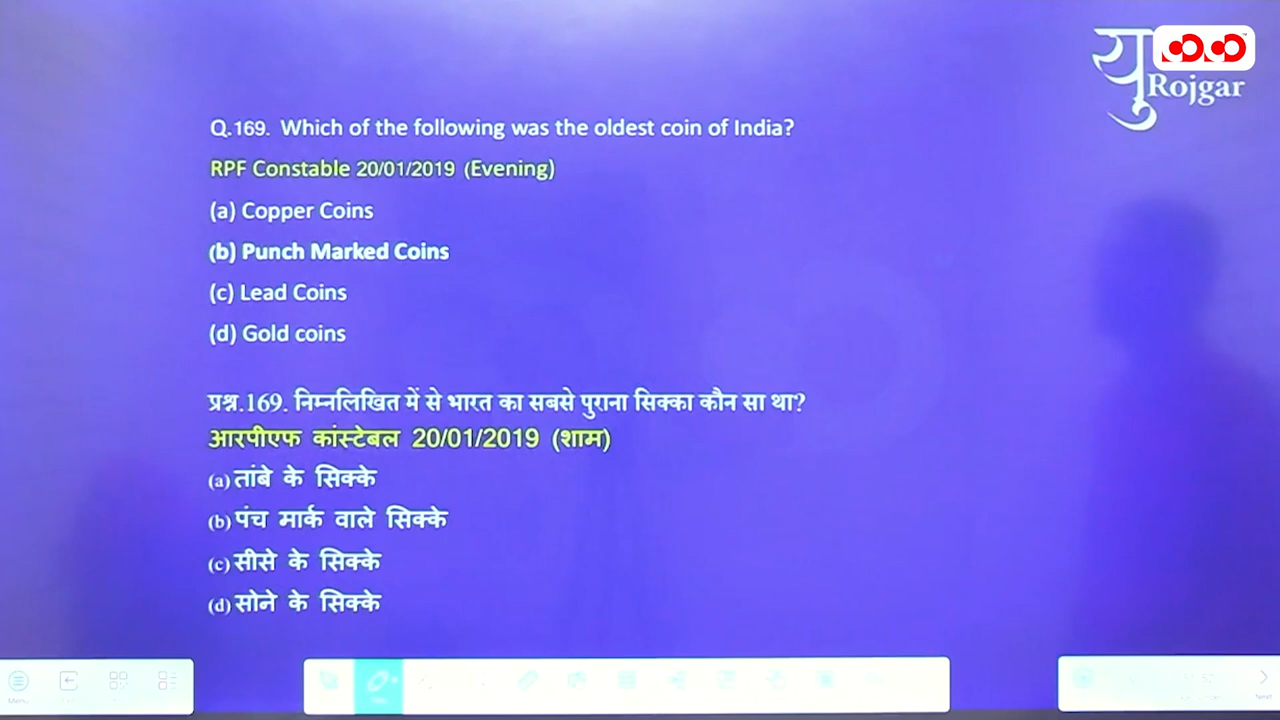 यु
Rojgar
Q.169. Which of the following was the oldest coin of India?
RPF Constable 20/01/2019 (Evening)
(a) Copper Coins
(b) Punch Marked Coins
(c) Lead Coins
(d) Gold coins
प्रश्न.169. निम्नलिखित में से भारत का सबसे पुराना सिक्का कौन सा था?
आरपीएफ कांस्टेबल 20/01/2019 (शाम)
(a) तांबे के सिक्के
(b) पंच मार्क वाले सिक्के
(c) सीसे के सिक्के
(d) सोने के सिक्के
Menu
Next